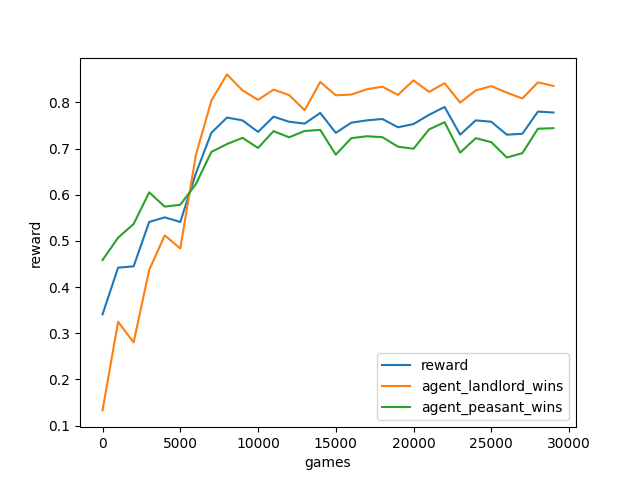 0.8
0.7
0.6
0.5
0.4
0.3
0.2
0.1
reward
0 5000 10000 15000 20000 25000 30000
games
reward
agent_landlord_wins
agent_peasant_wins